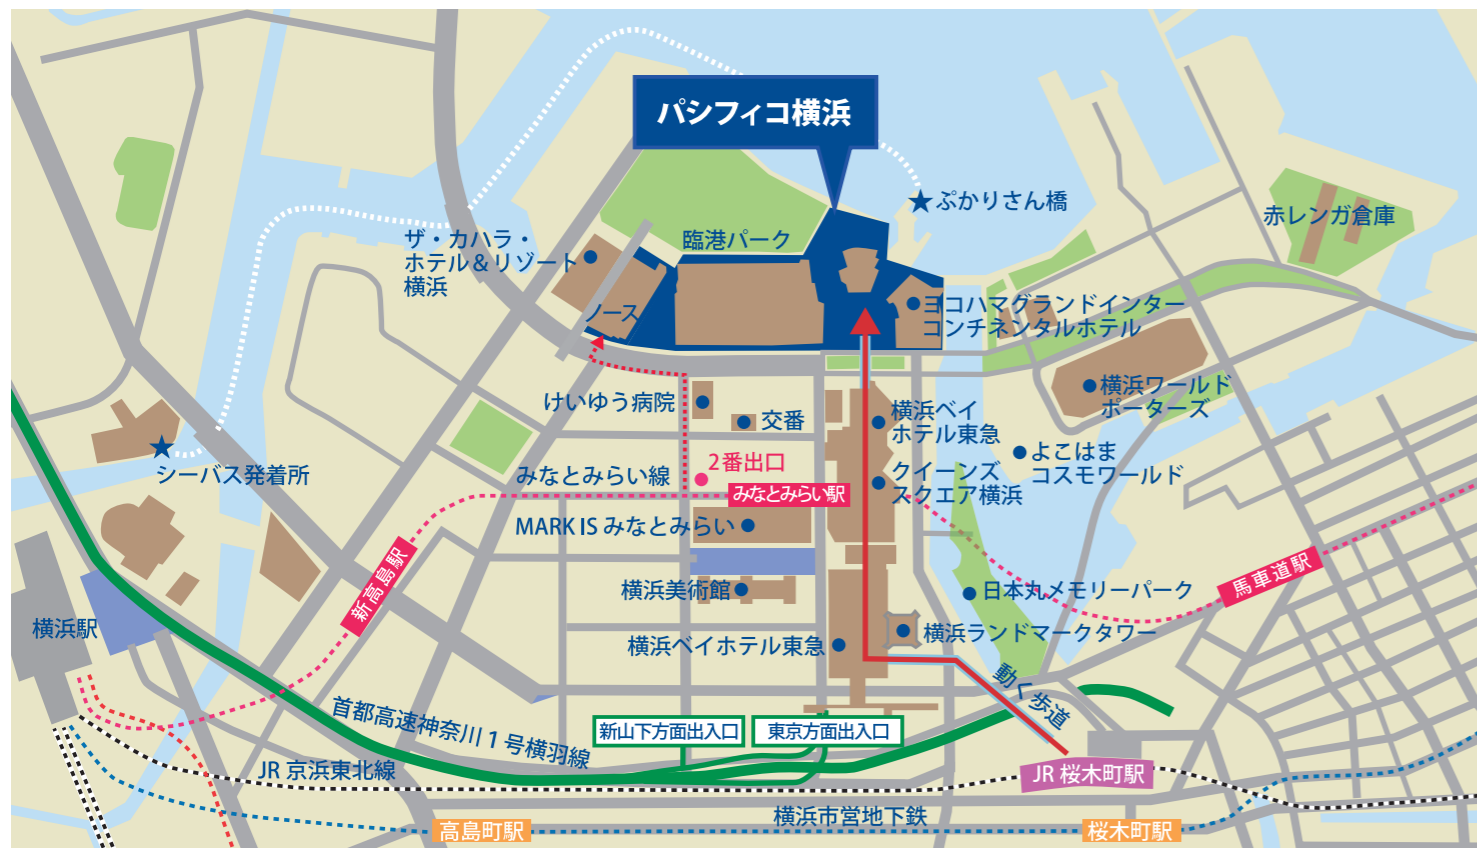 パシフィコ横浜
ぷかりさん橋
赤レンガ倉庫
ザ・カハラ・
ホテル＆リゾート
横浜
臨港パーク
ノース
ヨコハマグランドインター
コンチネンタルホテル
けいゆう病院
交番
横浜ベイ
ホテル東急
横浜ワールド
ポーターズ
シーバス発着所
みなとみらい線
2番出口
みなとみらい駅
クイーンズ
スクエア横浜
よこはま
コスモワールド
MARK IS みなとみらい
新高島駅
馬車道駅
横浜美術館
日本丸メモリーパーク
横浜駅
横浜ベイホテル東急
横浜ランドマークタワー
動く歩道
首都高速神奈川1号横羽線
新山下方面出入口
東京方面出入口
JR 京浜東北線
JR 桜木町駅
横浜市営地下鉄
高島町駅
桜木町駅